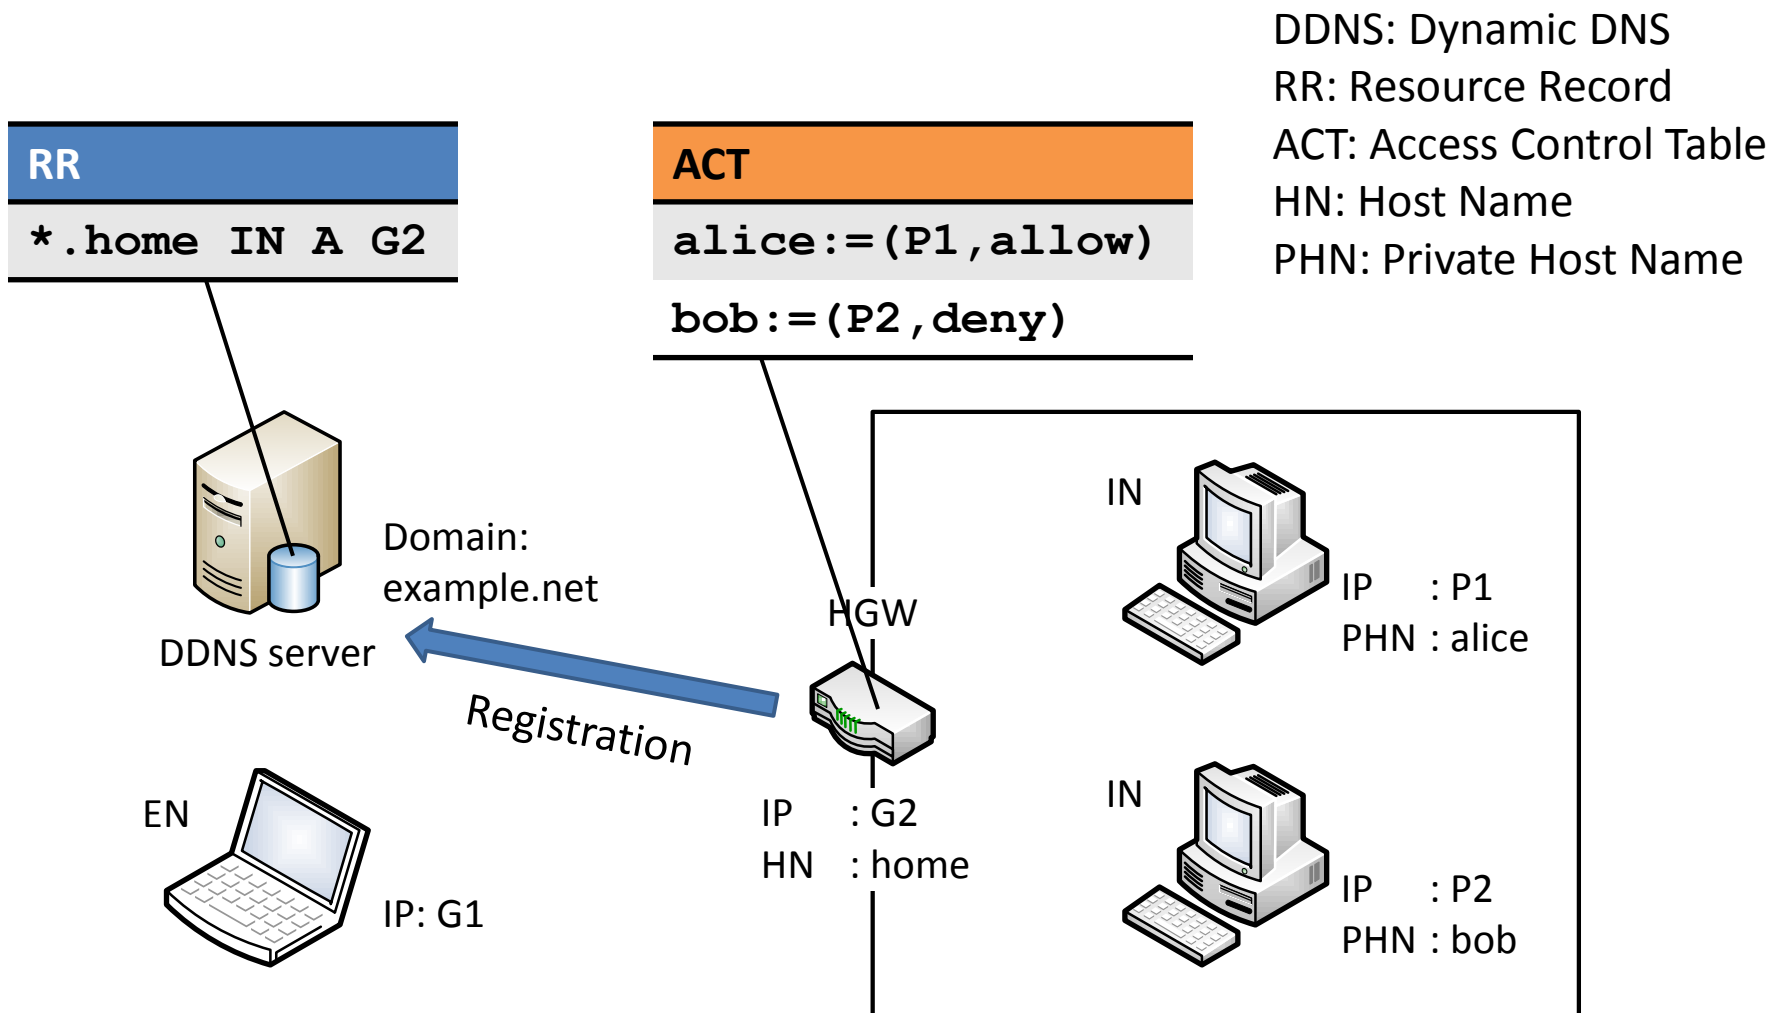 DDNS: Dynamic DNS
RR: Resource Record
ACT: Access Control Table
HN: Host Name
PHN: Private Host Name
RR
*.home IN A G2
ACT
alice:=(P1,allow)
bob:=(P2,deny)
Domain:
example.net
DDNS server
Registration
HGW
IP : G2
HN : home
EN
IP: G1
IN
IP : P1
PHN : alice
IN
IP : P2
PHN : bob